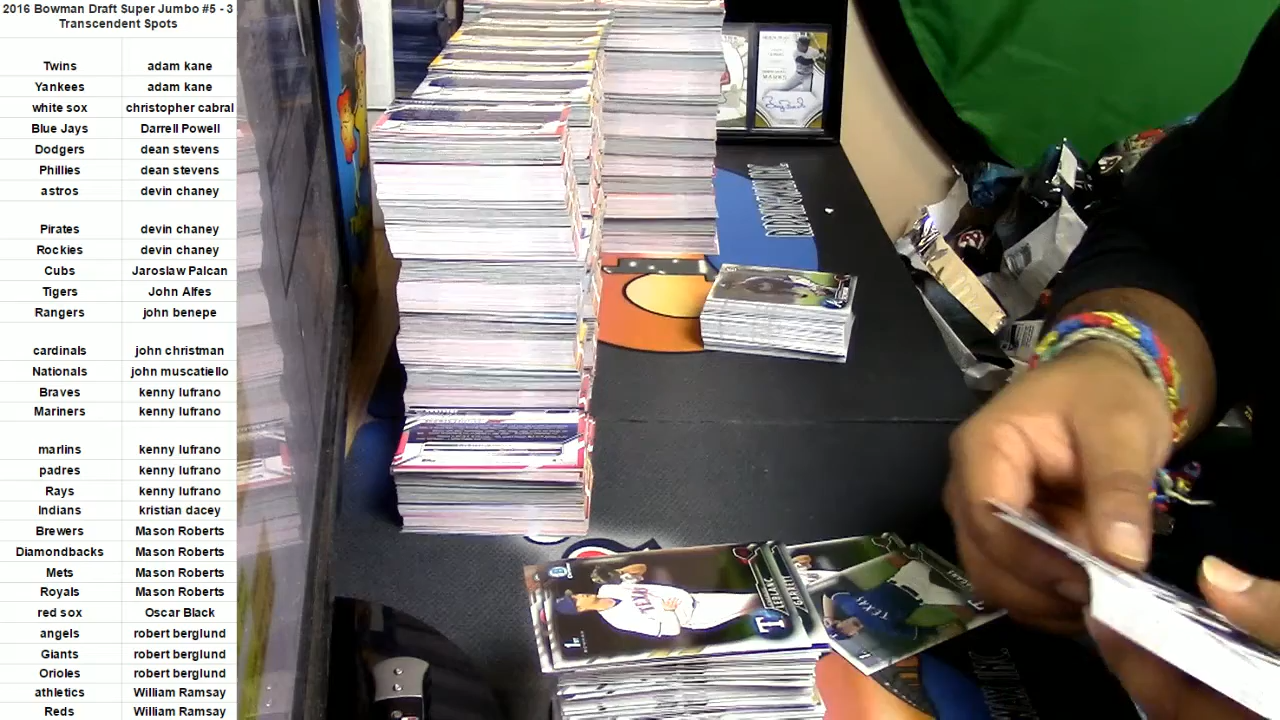 2016 Bowman Draft Super Jumbo #5 - 3
Transcendent Spots
Twins adam kane
Yankees adam kane
white sox christopher cabral
Blue Jays Darrell Powell
Dodgers dean stevens
Phillies dean stevens
astros devin chaney
Pirates devin chaney
Rockies devin chaney
Cubs Jaroslaw Palcan
Tigers John Alfes
Rangers john benepe
cardinals john christman
Nationals john muscatiello
Braves kenny lufrano
Mariners kenny lufrano
marlins kenny lufrano
padres kenny lufrano
Rays kenny lufrano
Indians kristian dacey
Brewers Mason Roberts
Diamondbacks Mason Roberts
Mets Mason Roberts
Royals Mason Roberts
red sox Oscar Black
angels robert berglund
Giants robert berglund
Orioles robert berglund
athletics William Ramsay
Reds William Ramsay
TEXAS
T
1st
LEBLANC
GARRETT
TEXAS